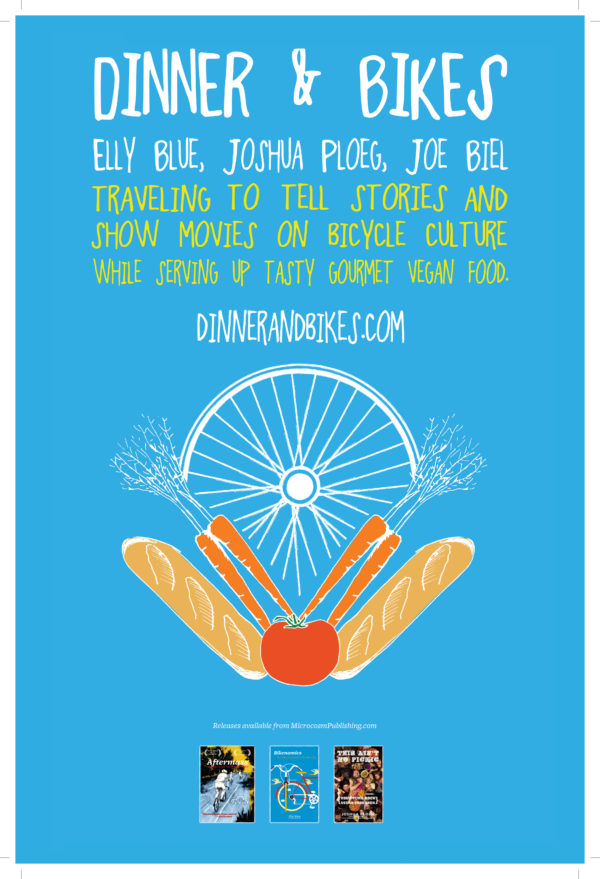 DINNER & BIKES
ELLY BLUE, JOSHUA PLOEG, JOE BIEL
TRAVELING TO TELL STORIES AND
SHOW MOVIES ON BICYCLE CULTURE
WHILE SERVING UP TASTY GOURMET VEGAN FOOD.
DINNERANDBIKES.COM
Releases available from MicrocosmPublishing.com
Aftermass
Bikenomics
THIS AIN'T
NO PICNIC